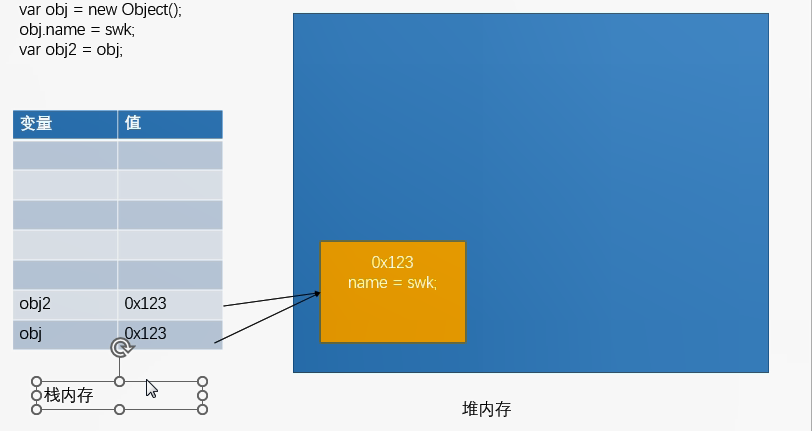 var obj = new Object();
obj.name = swk;
var obj2 = obj;
变量 值
0x123
name = swk;
obj2 0x123
obj 0x123
栈内存
堆内存